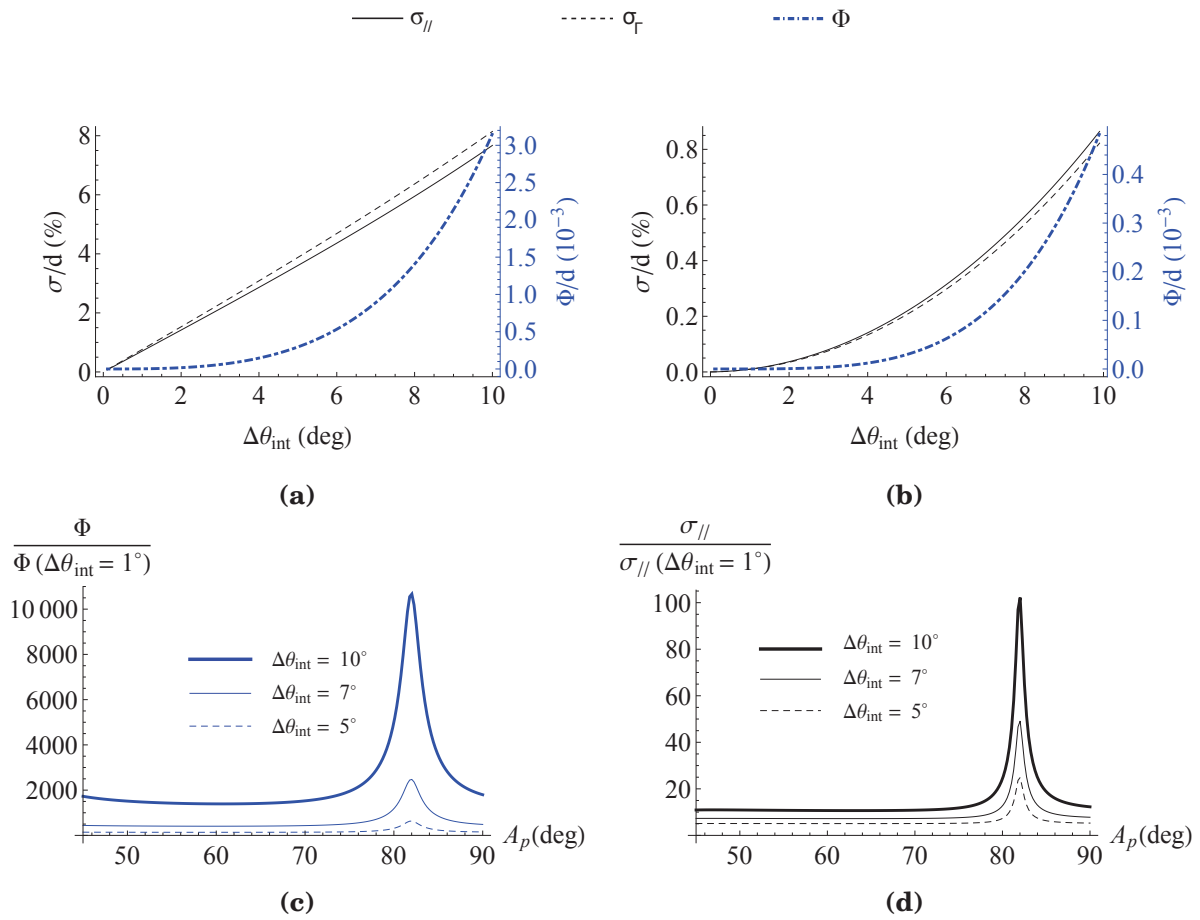 σ// σΓ Φ
8 6 4 2 0
σ/d (%)
3.0 2.5 2.0 1.5 1.0 0.5 0.0
Φ/d (10⁻³)
0 2 4 6 8 10
Δθint (deg)
(a)
0.8 0.6 0.4 0.2 0.0
σ/d (%)
0.4 0.3 0.2 0.1 0.0
Φ/d (10⁻³)
0 2 4 6 8 10
Δθint (deg)
(b)
Φ
Φ (Δθint = 1°)
10 000
8000
6000
4000
2000
Δθint = 10°
Δθint = 7°
Δθint = 5°
50 60 70 80 90 Ap(deg)
(c)
σ//
σ// (Δθint = 1°)
100
80
60
40
20
Δθint = 10°
Δθint = 7°
Δθint = 5°
50 60 70 80 90 Ap(deg)
(d)